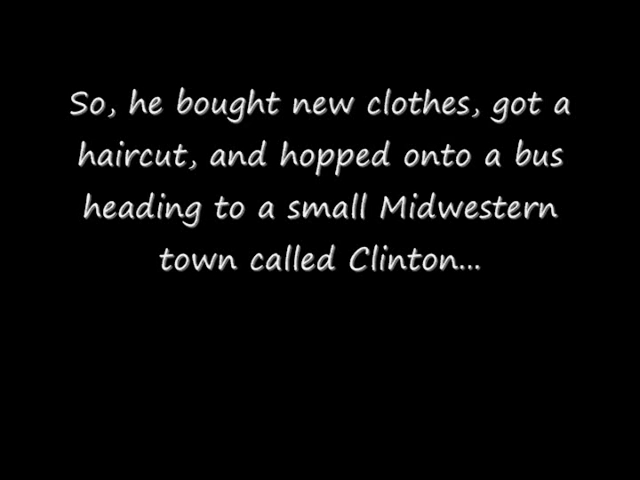 So, he bought new clothes, got a
haircut, and hopped onto a bus
heading to a small Midwestern
town called Clinton...